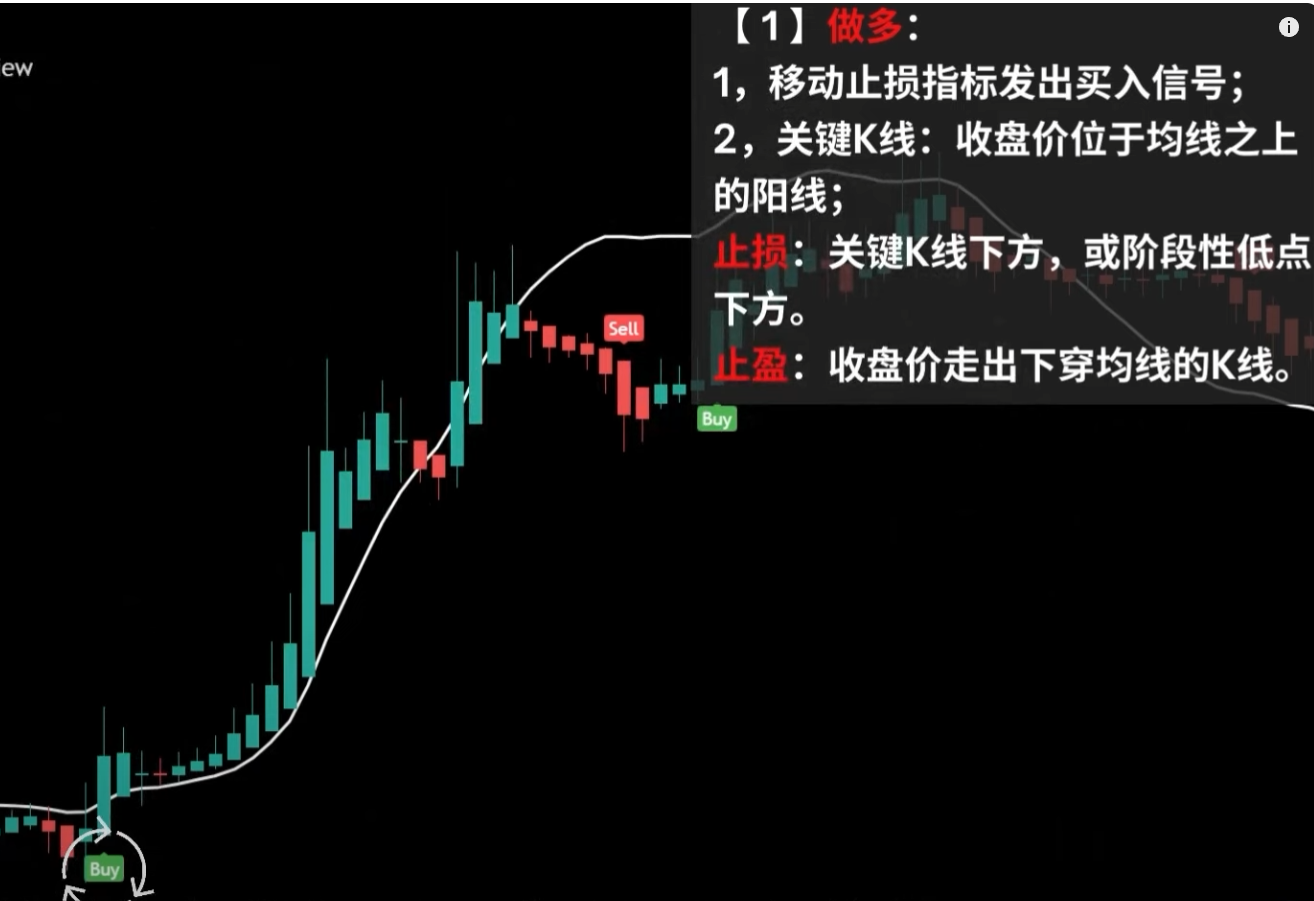 iew
【1】做多：
1，移动止损指标发出买入信号；
2，关键K线：收盘价位于均线之上
的阳线；
止损：关键K线下方，或阶段性低点
下方。
止盈：收盘价走出下穿均线的K线。
Sell
Buy
Buy